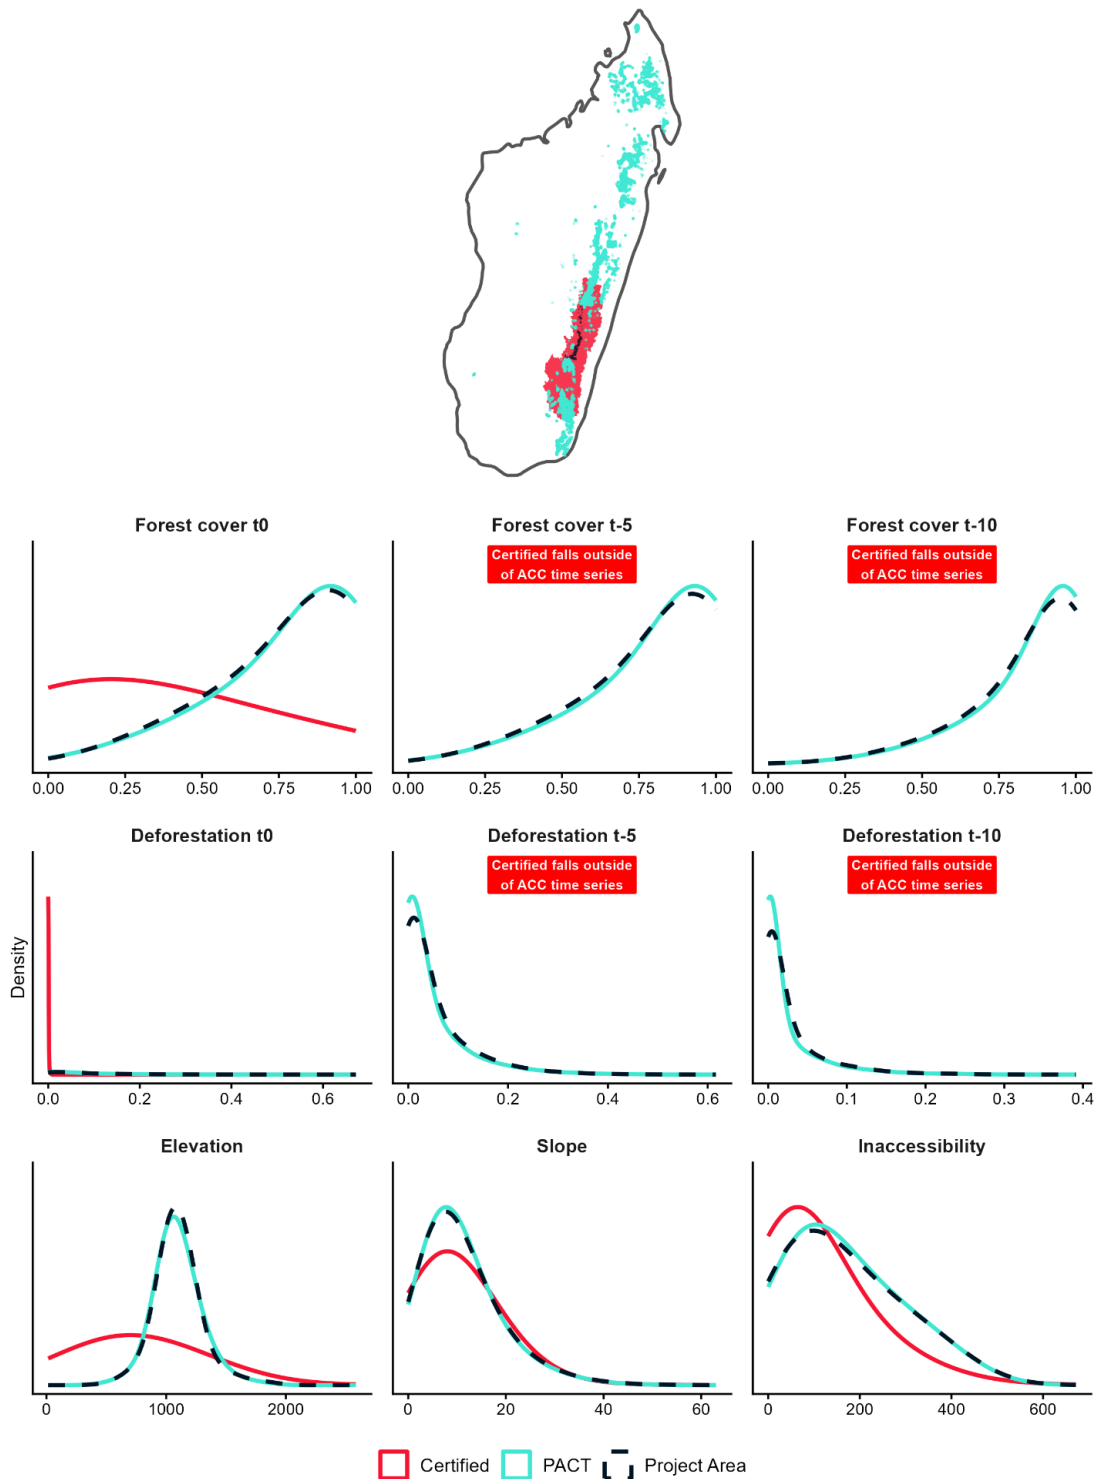 Forest cover t0
Forest cover t-5
Forest cover t-10
Certified falls outside
of ACC time series
Certified falls outside
of ACC time series
0.00 0.25 0.50 0.75 1.00
0.00 0.25 0.50 0.75 1.00
0.00 0.25 0.50 0.75 1.00
Deforestation t0
Deforestation t-5
Deforestation t-10
Certified falls outside
of ACC time series
Certified falls outside
of ACC time series
Density
0.0 0.2 0.4 0.6
0.0 0.2 0.4 0.6
0.0 0.1 0.2 0.3 0.4
Elevation
Slope
Inaccessibility
0 1000 2000
0 20 40 60
0 200 400 600
Certified PACT Project Area